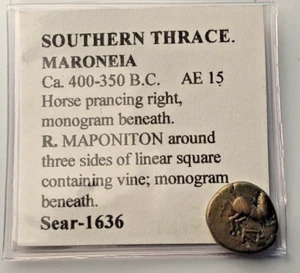 SOUTHERN THRACE.
MARONEIA
Ca. 400-350 B.C. AE 15
Horse prancing right,
monogram beneath.
R. MAPONITON around
three sides of linear square
containing vine; monogram
beneath.
Sear-1636